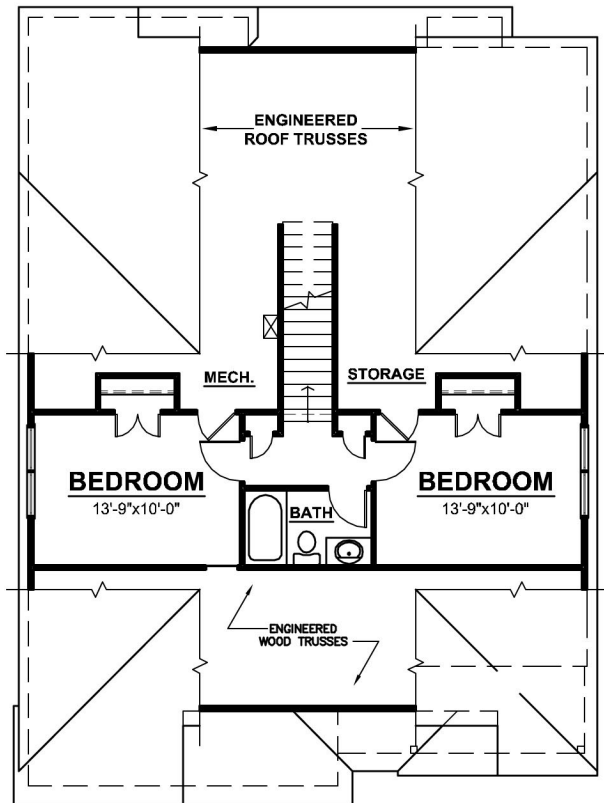 ENGINEERED
ROOF TRUSSES
MECH.
STORAGE
BEDROOM
13'-9"x10'-0"
BATH
BEDROOM
13'-9"x10'-0"
ENGINEERED
WOOD TRUSSES